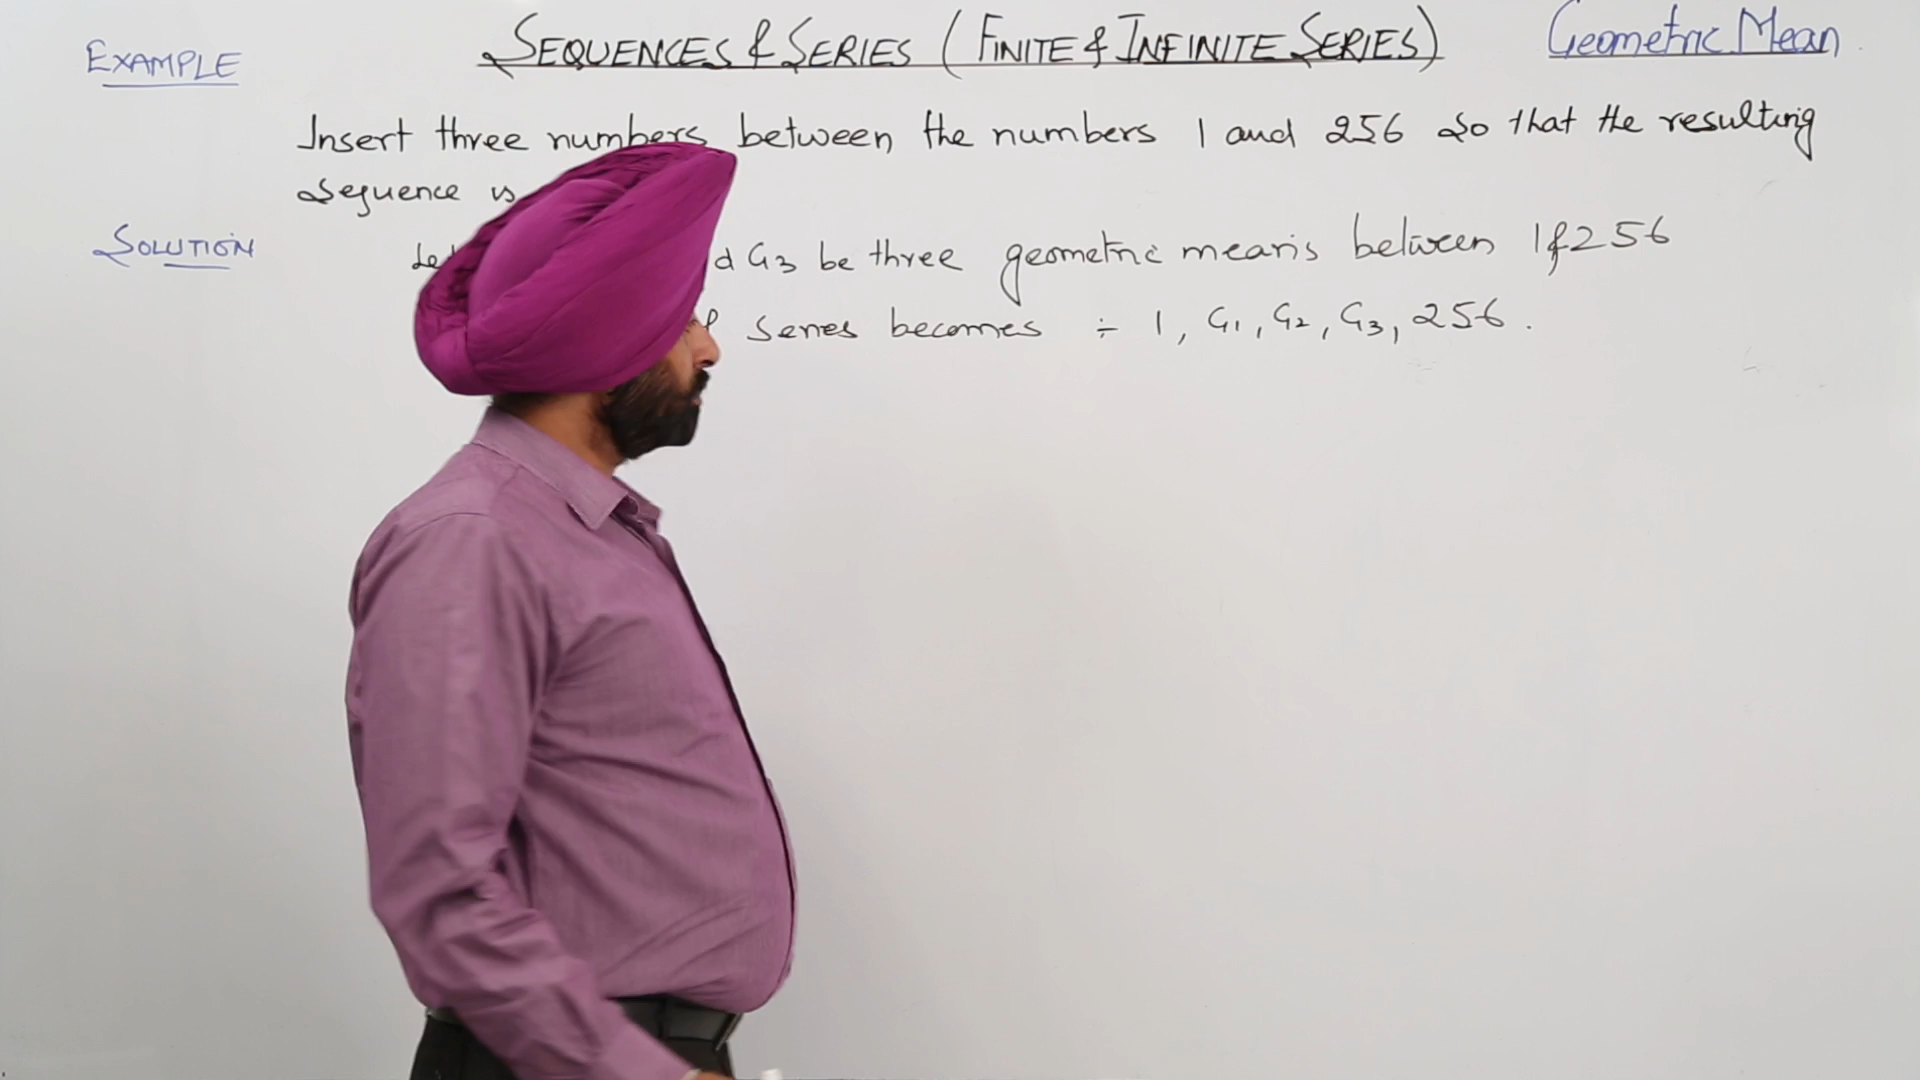 EXAMPLE
SEQUENCES & SERIES (FINITE & INFINITE SERIES)
Geometric Mean
Insert three numbers between the numbers 1 and 256 so that the resulting
sequence is
SOLUTION
G3 be three geometric means between 1 & 256
series becomes ÷ 1, G1, G2, G3, 256.